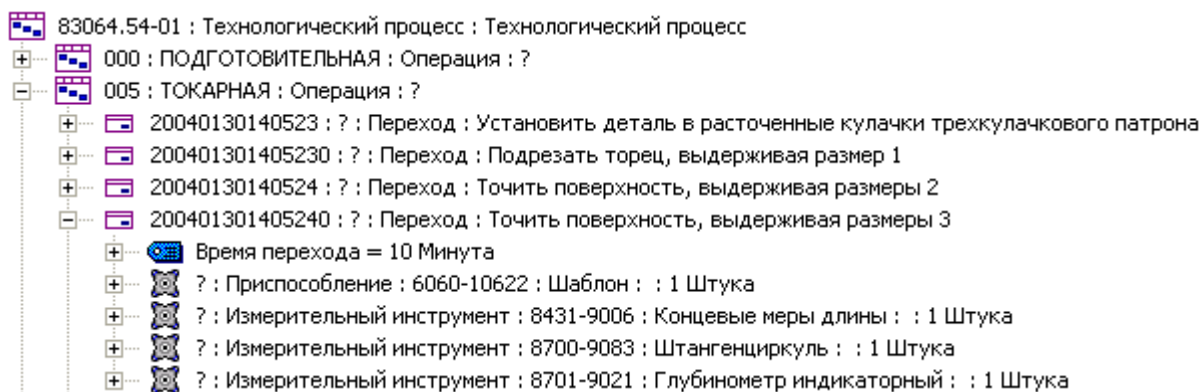 83064.54-01 : Технологический процесс : Технологический процесс
000 : ПОДГОТОВИТЕЛЬНАЯ : Операция : ?
005 : ТОКАРНАЯ : Операция : ?
20040130140523 : ? : Переход : Установить деталь в расточенные кулачки трехкулачкового патрона
200401301405230 : ? : Переход : Подрезать торец, выдерживая размер 1
20040130140524 : ? : Переход : Точить поверхность, выдерживая размеры 2
200401301405240 : ? : Переход : Точить поверхность, выдерживая размеры 3
Время перехода = 10 Минута
? : Приспособление : 6060-10622 : Шаблон : : 1 Штука
? : Измерительный инструмент : 8431-9006 : Концевые меры длины : : 1 Штука
? : Измерительный инструмент : 8700-9083 : Штангенциркуль : : 1 Штука
? : Измерительный инструмент : 8701-9021 : Глубинометр индикаторный : : 1 Штука